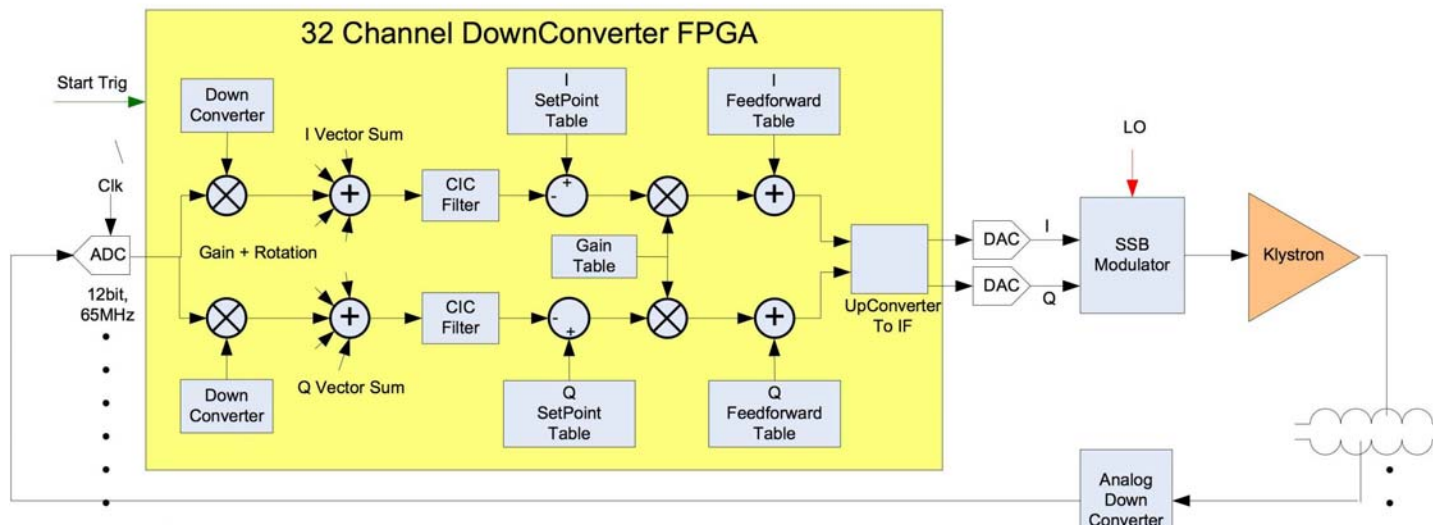 32 Channel DownConverter FPGA
Start Trig
Down
Converter
I
SetPoint
Table
I
Feedforward
Table
I Vector Sum
LO
Clk
+
CIC
Filter
+
-
+
ADC
Gain + Rotation
Gain
Table
DAC
I
SSB
Modulator
Klystron
12bit,
65MHz
+
CIC
Filter
-
+
+
UpConverter
To IF
DAC
Q
Q Vector Sum
Down
Converter
Q
SetPoint
Table
Q
Feedforward
Table
Analog
Down
Converter